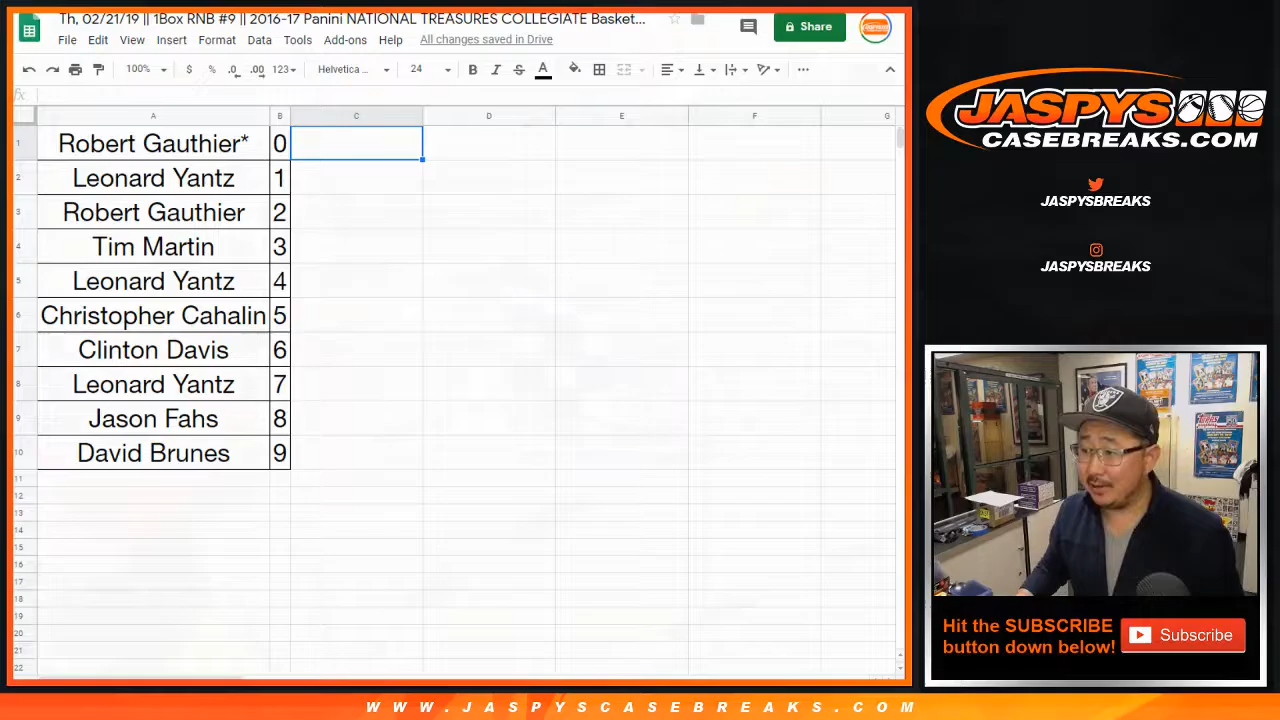 Th, 02/21/19 || 1Box RNB #9 || 2016-17 Panini NATIONAL TREASURES COLLEGIATE Basket...
Share
File Edit View Insert Format Data Tools Add-ons Help All changes saved in Drive
100% $ % .0 .00 123 Helvetica ... 24 B I S A
fx
A B C D E F G
1 Robert Gauthier* 0
2 Leonard Yantz 1
3 Robert Gauthier 2
4 Tim Martin 3
5 Leonard Yantz 4
6 Christopher Cahalin 5
7 Clinton Davis 6
8 Leonard Yantz 7
9 Jason Fahs 8
10 David Brunes 9
11
12
13
14
15
16
17
18
19
20
21
22
JASPYS
CASEBREAKS.COM
JASPYSBREAKS
JASPYSBREAKS
Hit the SUBSCRIBE
button down below!
Subscribe
WWW.JASPYSCASEBREAKS.COM